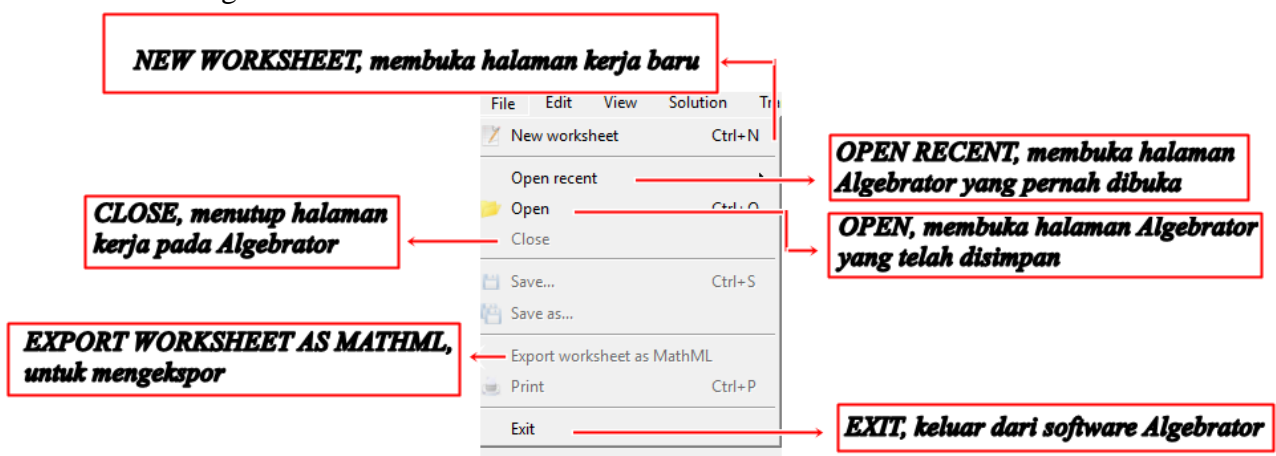 NEW WORKSHEET, membuka halaman kerja baru
File Edit View Solution
New worksheet Ctrl+N
Open recent
OPEN RECENT, membuka halaman
Algebrator yang pernah dibuka
Open Ctrl+O
CLOSE, menutup halaman
kerja pada Algebrator
Close
OPEN, membuka halaman Algebrator
yang telah disimpan
Save... Ctrl+S
Save as...
EXPORT WORKSHEET AS MATHML,
untuk mengekspor
Export worksheet as MathML
Print Ctrl+P
Exit
EXIT, keluar dari software Algebrator